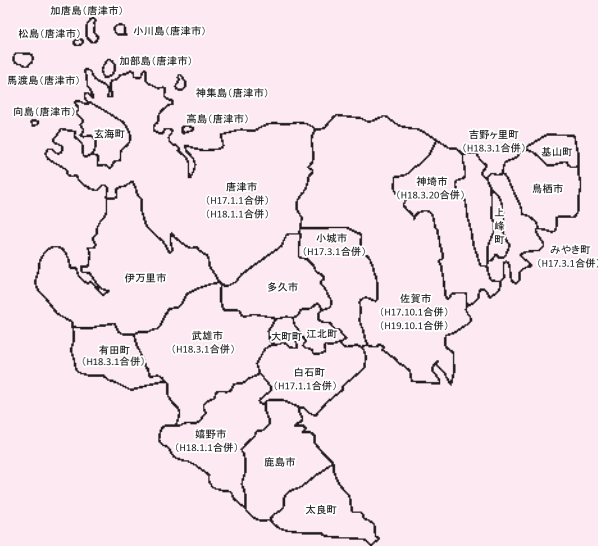 加唐島（唐津市）
松島（唐津市）
小川島（唐津市）
加部島（唐津市）
馬渡島（唐津市）
神集島（唐津市）
向島（唐津市）
高島（唐津市）
玄海町
吉野ヶ里町
（H18.3.1合併）
基山町
唐津市
（H17.1.1合併）
（H18.1.1合併）
神埼市
（H18.3.20合併）
鳥栖市
上峰町
みやき町
（H17.3.1合併）
小城市
（H17.3.1合併）
伊万里市
多久市
佐賀市
（H17.10.1合併）
（H19.10.1合併）
武雄市
（H18.3.1合併）
大町町
江北町
有田町
（H18.3.1合併）
白石町
（H17.1.1合併）
嬉野市
（H18.1.1合併）
鹿島市
太良町